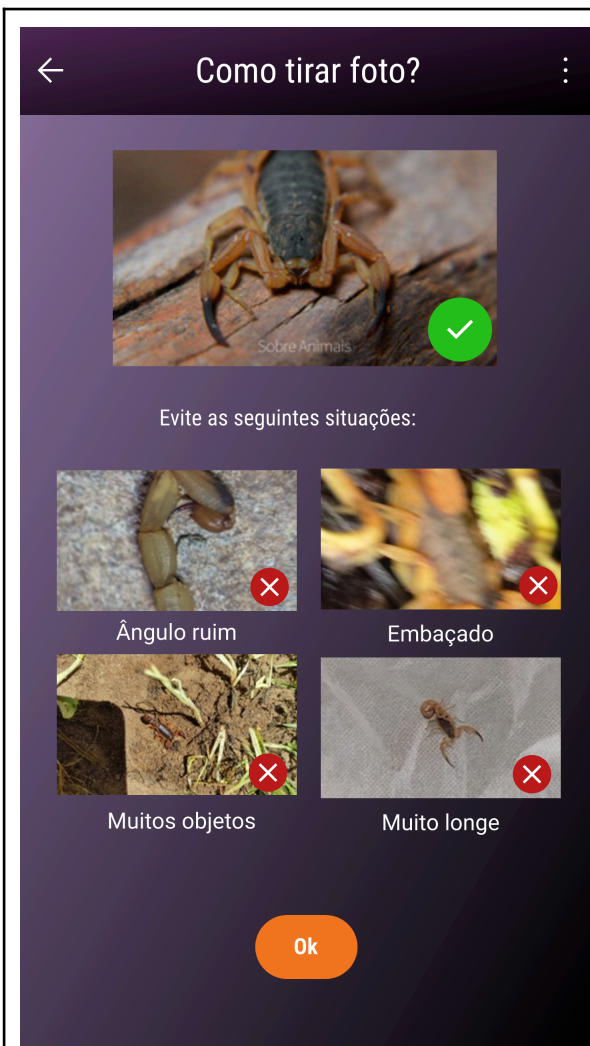 Como tirar foto?
Sobre Animais
Evite as seguintes situações:
Ângulo ruim
Embaçado
Muitos objetos
Muito longe
Ok